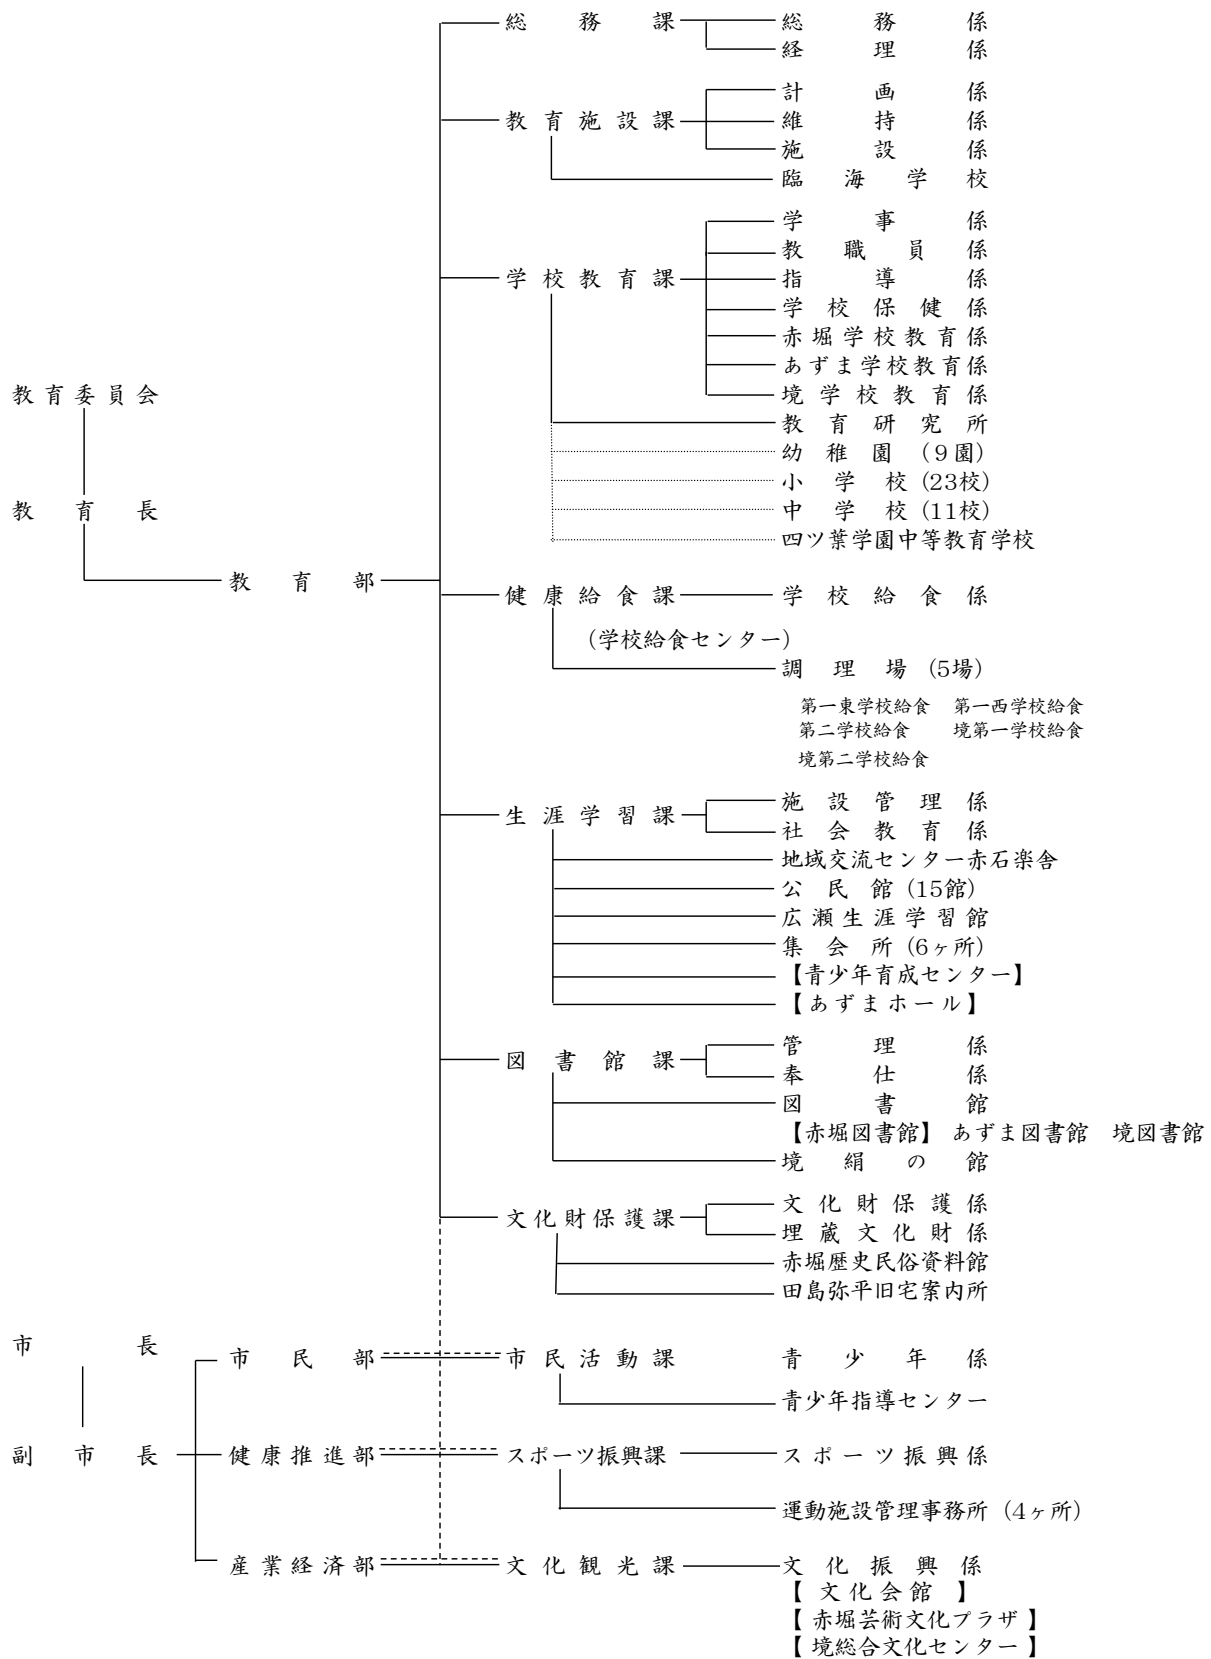 総務課 総務係
経理係
計画係
教育施設課 維持係
施設係
臨海学校
学事係
教職員係
学校教育課 指導係
学校保健係
赤堀学校教育係
あずま学校教育係
教育委員会 境学校教育係
教育研究所
幼稚園（9園）
小学校（23校）
教育長 中学校（11校）
四ツ葉学園中等教育学校
教育部
健康給食課 学校給食係
（学校給食センター）
調理場（5場）
第一東学校給食 第一西学校給食
第二学校給食 境第一学校給食
境第二学校給食
施設管理係
生涯学習課
社会教育係
地域交流センター赤石楽舎
公民館（15館）
広瀬生涯学習館
集会所（6ヶ所）
【青少年育成センター】
【あずまホール】
管理係
図書館課
奉仕係
図書館
【赤堀図書館】 あずま図書館 境図書館
境絹の館
文化財保護係
文化財保護課
埋蔵文化財係
赤堀歴史民俗資料館
田島弥平旧宅案内所
市長
市民部 市民活動課 青少年係
青少年指導センター
副市長 健康推進部 スポーツ振興課 スポーツ振興係
運動施設管理事務所（4ヶ所）
産業経済部 文化観光課 文化振興係
【文化会館】
【赤堀芸術文化プラザ】
【境総合文化センター】